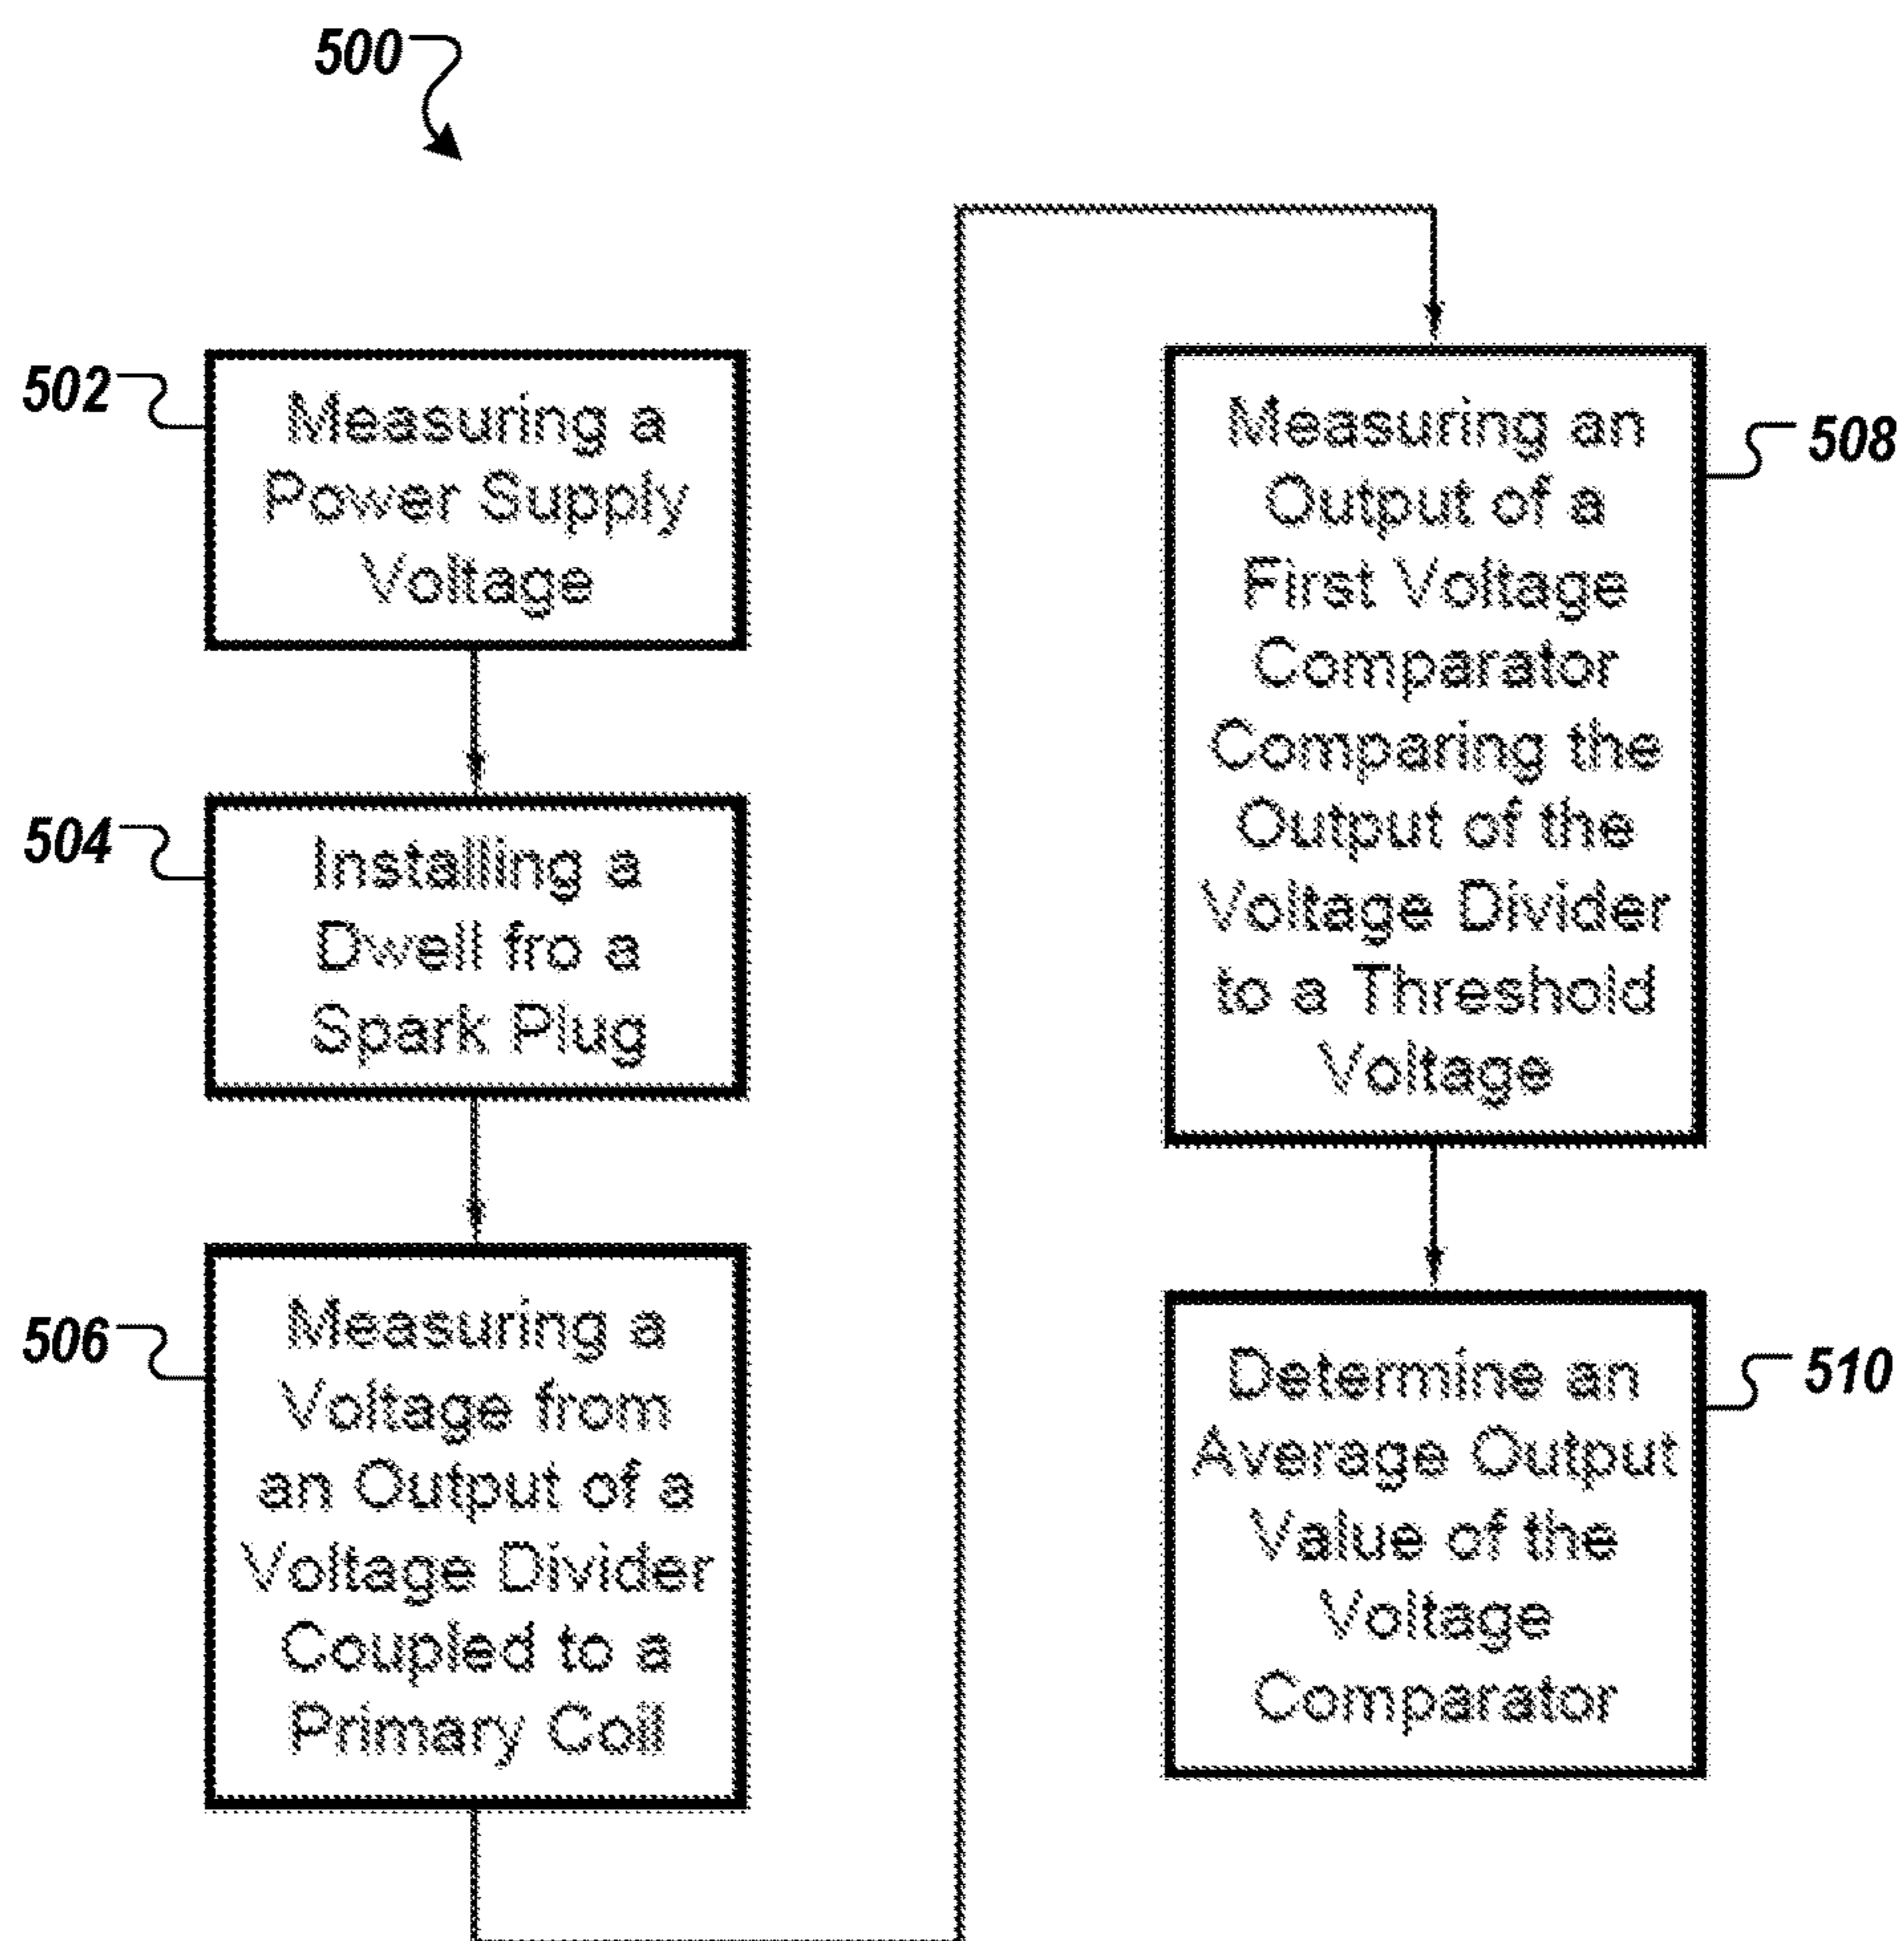 500
502
Measuring a
Power Supply
Voltage
504
Installing a
Dwell fro a
Spark Plug
506
Measuring a
Voltage from
an Output of a
Voltage Divider
Coupled to a
Primary Coil
508
Measuring an
Output of a
First Voltage
Comparator
Comparing the
Output of the
Voltage Divider
to a Threshold
Voltage
510
Determine an
Average Output
Value of the
Voltage
Comparator